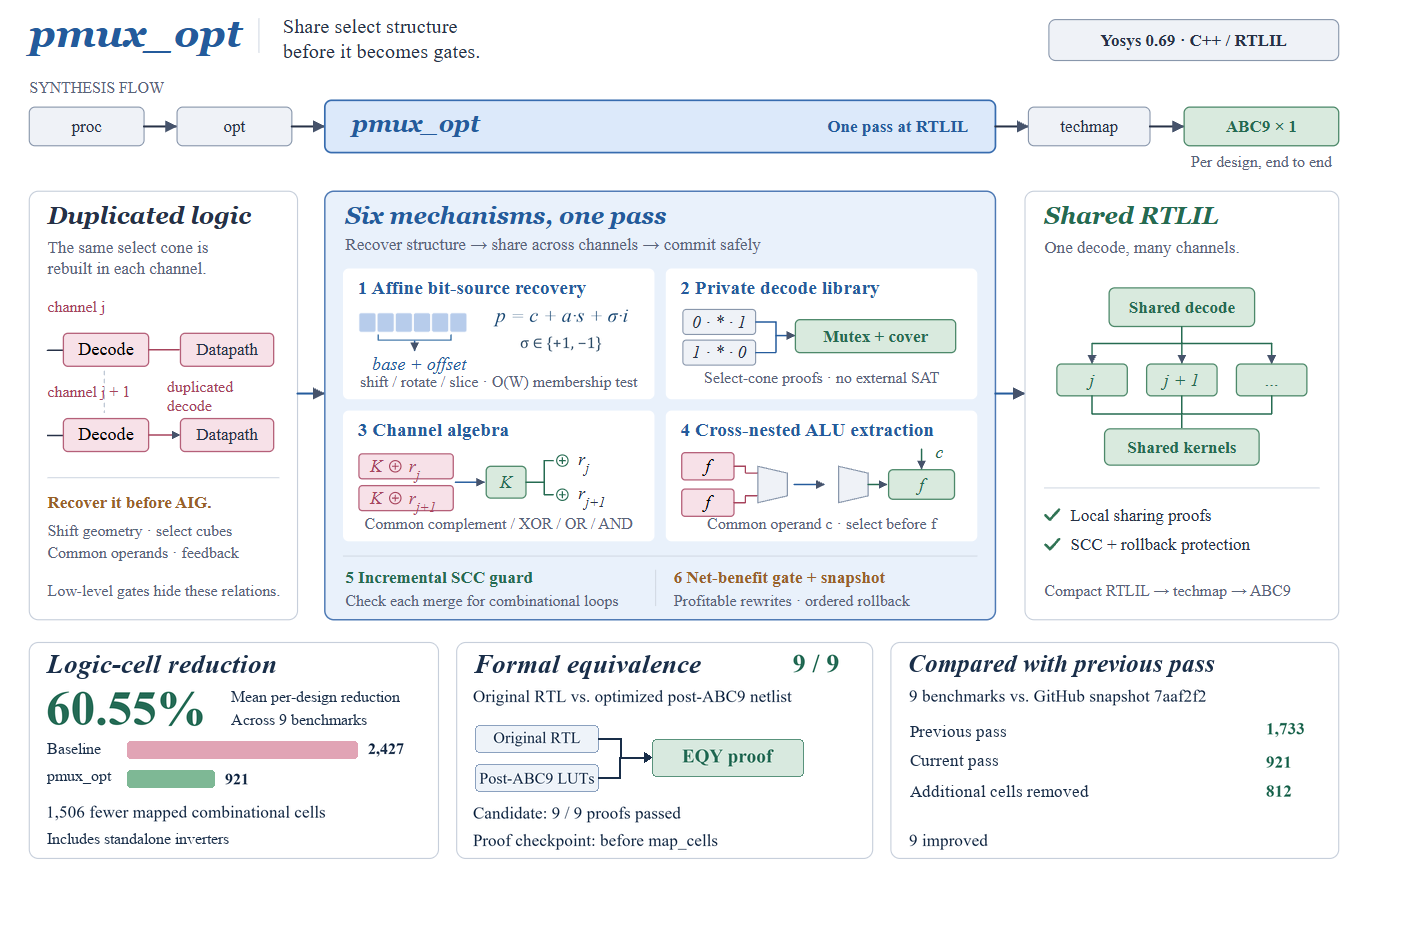 pmux_opt
Share select structure
before it becomes gates.
Yosys 0.69 · C++ / RTLIL
SYNTHESIS FLOW
proc
opt
pmux_opt
One pass at RTLIL
techmap
ABC9 × 1
Per design, end to end
Duplicated logic
The same select cone is
rebuilt in each channel.
channel j
Decode
Datapath
channel j + 1
duplicated
decode
Decode
Datapath
Recover it before AIG.
Shift geometry · select cubes
Common operands · feedback
Low-level gates hide these relations.
Six mechanisms, one pass
Recover structure → share across channels → commit safely
1 Affine bit-source recovery
p = c + a·s + σ·i
σ ∈ {+1, −1}
base + offset
shift / rotate / slice · O(W) membership test
2 Private decode library
0 · * · 1
1 · * · 0
Mutex + cover
Select-cone proofs · no external SAT
3 Channel algebra
K ⊕ r_j
K ⊕ r_{j+1}
K
⊕ r_j
⊕ r_{j+1}
Common complement / XOR / OR / AND
4 Cross-nested ALU extraction
f
f
c
f
Common operand c · select before f
5 Incremental SCC guard
Check each merge for combinational loops
6 Net-benefit gate + snapshot
Profitable rewrites · ordered rollback
Shared RTLIL
One decode, many channels.
Shared decode
j
j + 1
...
Shared kernels
Local sharing proofs
SCC + rollback protection
Compact RTLIL → techmap → ABC9
Logic-cell reduction
60.55%
Mean per-design reduction
Across 9 benchmarks
Baseline
2,427
pmux_opt
921
1,506 fewer mapped combinational cells
Includes standalone inverters
Formal equivalence
9 / 9
Original RTL vs. optimized post-ABC9 netlist
Original RTL
Post-ABC9 LUTs
EQY proof
Candidate: 9 / 9 proofs passed
Proof checkpoint: before map_cells
Compared with previous pass
9 benchmarks vs. GitHub snapshot 7aaf2f2
Previous pass 1,733
Current pass 921
Additional cells removed 812
9 improved